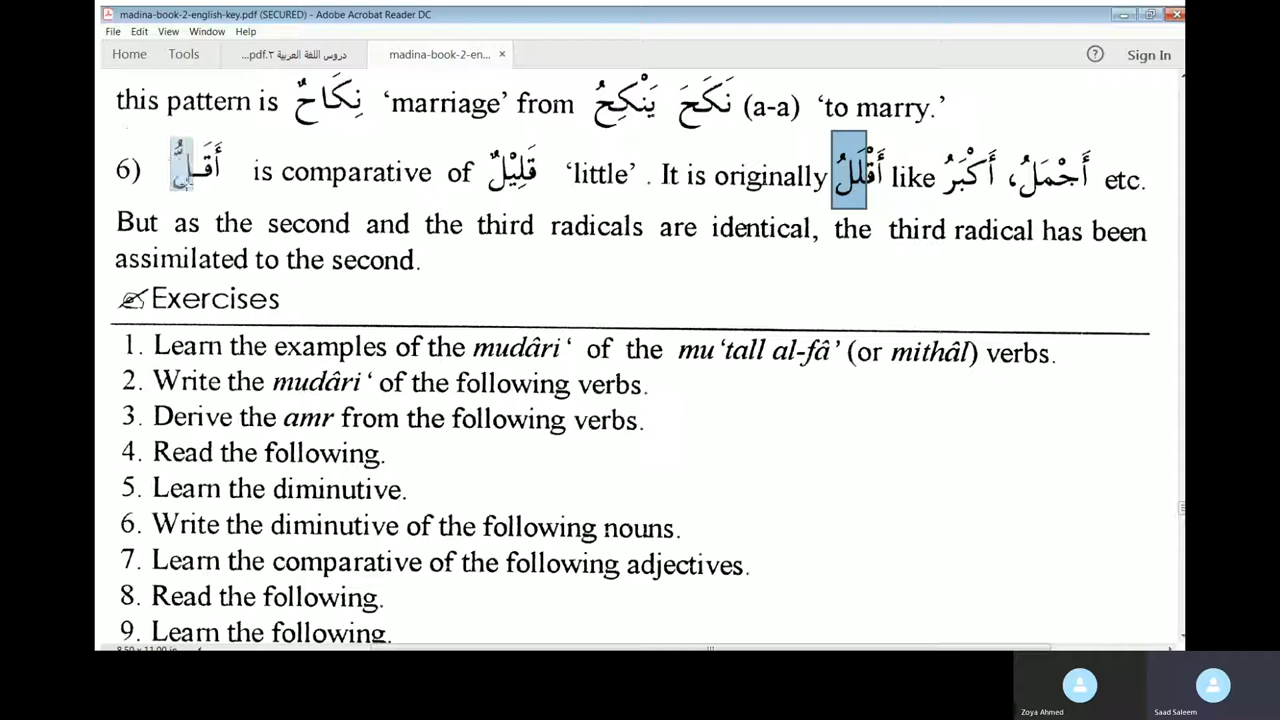 madina-book-2-english-key.pdf (SECURED) - Adobe Acrobat Reader DC
File Edit View Window Help
Home Tools دروس اللغة العربية ٢.pdf... madina-book-2-en... × Sign In
this pattern is نِكَاحٌ ‘marriage’ from نَكَحَ يَنْكِحُ (a-a) ‘to marry.’
6) أَقَلُّ is comparative of قَلِيْلٌ ‘little’ . It is originally أَقْلَلُ like أَجْمَلُ، أَكْبَرُ etc.
But as the second and the third radicals are identical, the third radical has been
assimilated to the second.
Exercises
1. Learn the examples of the mudâri‘ of the mu‘tall al-fâ’ (or mithâl) verbs.
2. Write the mudâri‘ of the following verbs.
3. Derive the amr from the following verbs.
4. Read the following.
5. Learn the diminutive.
6. Write the diminutive of the following nouns.
7. Learn the comparative of the following adjectives.
8. Read the following.
9. Learn the following.
8.50 x 11.00 in
Zoya Ahmed Saad Saleem